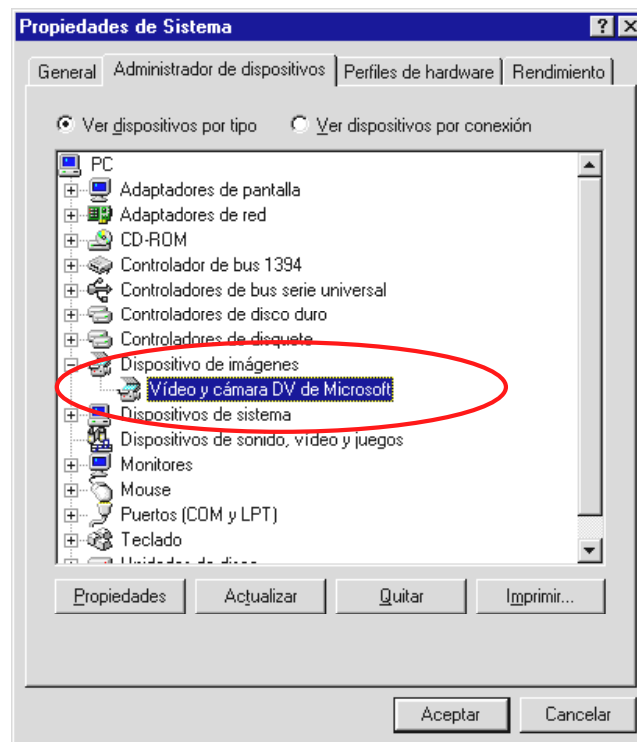 Propiedades de Sistema
General Administrador de dispositivos Perfiles de hardware Rendimiento
Ver dispositivos por tipo Ver dispositivos por conexión
PC
Adaptadores de pantalla
Adaptadores de red
CD-ROM
Controlador de bus 1394
Controladores de bus serie universal
Controladores de disco duro
Controladores de disquete
Dispositivo de imágenes
Vídeo y cámara DV de Microsoft
Dispositivos de sistema
Dispositivos de sonido, vídeo y juegos
Monitores
Mouse
Puertos (COM y LPT)
Teclado
Unidades de disco
Propiedades Actualizar Quitar Imprimir...
Aceptar Cancelar